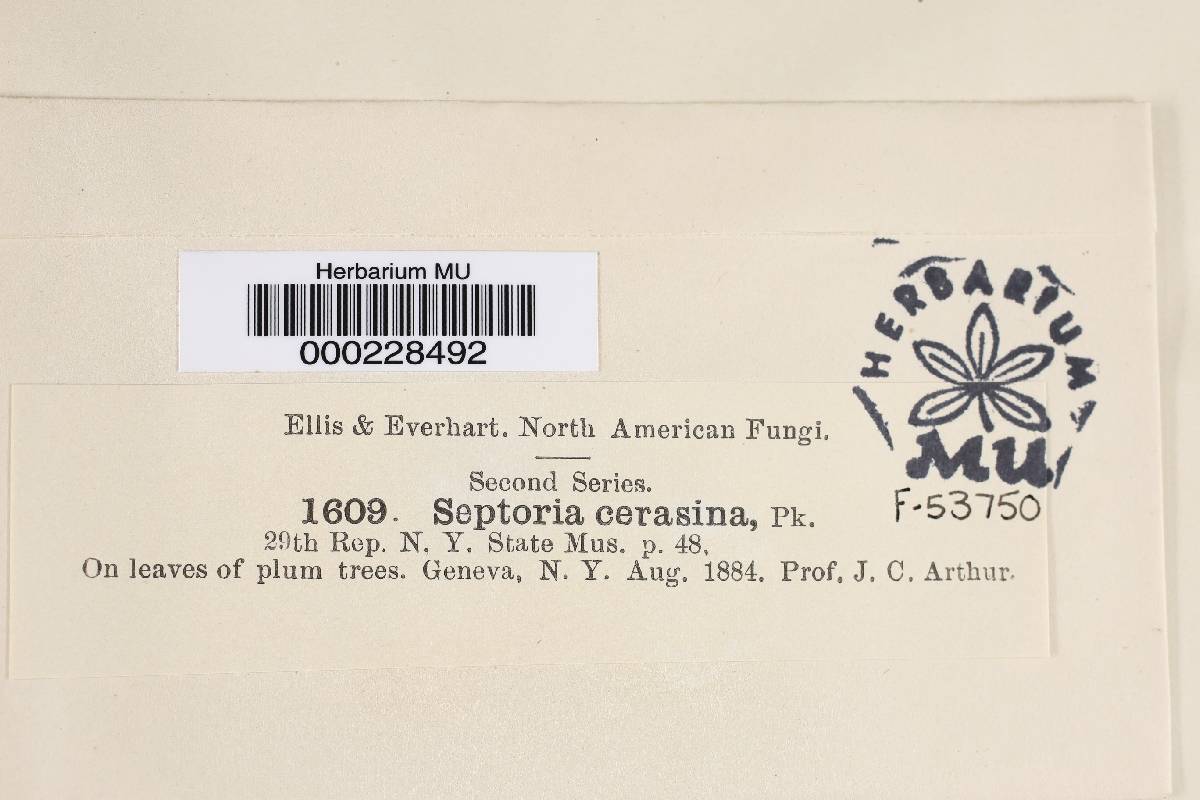 Herbarium MU
000228492
HERBARIUM
MU
F-53750
Ellis & Everhart. North American Fungi.
Second Series.
1609. Septoria cerasina, Pk.
29th Rep. N. Y. State Mus. p. 48.
On leaves of plum trees. Geneva, N. Y. Aug. 1884. Prof. J. C. Arthur.